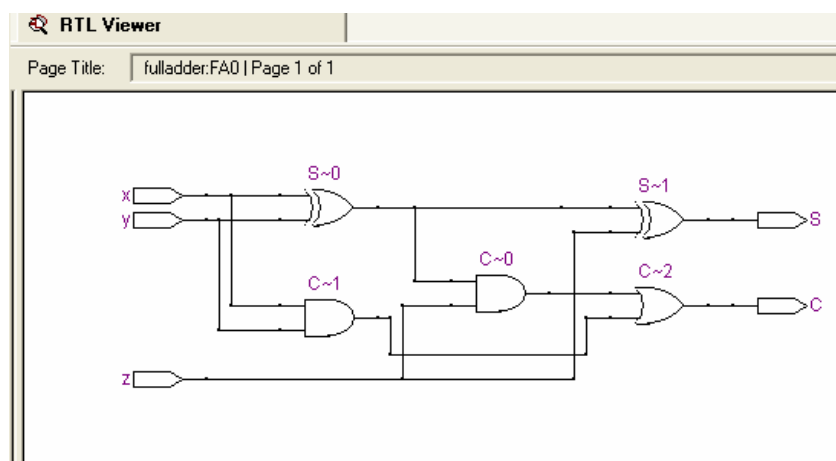 RTL Viewer
Page Title: fulladder:FA0 | Page 1 of 1
S~0
S~1
x
y
S
C~0
C~1
C~2
C
z